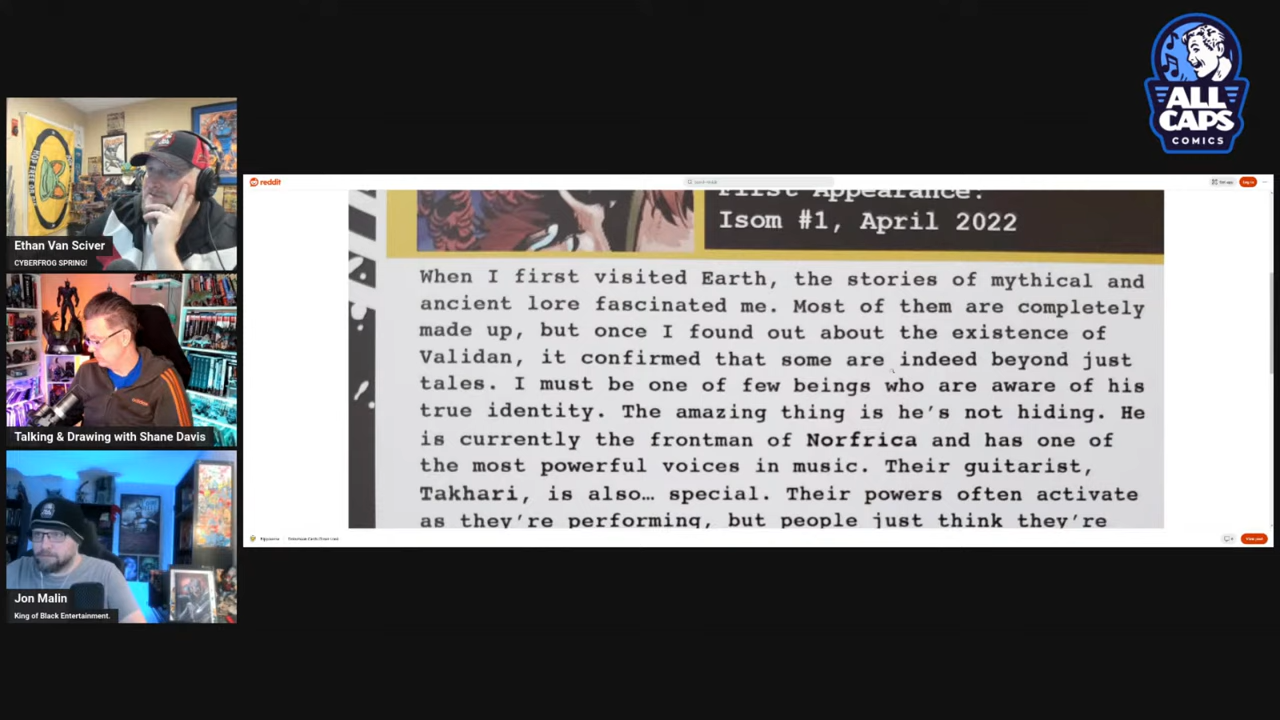 ALL
CAPS
COMICS
Ethan Van Sciver
CYBERFROG SPRING!
Talking & Drawing with Shane Davis
Jon Malin
King of Black Entertainment.
reddit
Log In
First Appearance:
Isom #1, April 2022
When I first visited Earth, the stories of mythical and
ancient lore fascinated me. Most of them are completely
made up, but once I found out about the existence of
Validan, it confirmed that some are indeed beyond just
tales. I must be one of few beings who are aware of his
true identity. The amazing thing is he's not hiding. He
is currently the frontman of Norfrica and has one of
the most powerful voices in music. Their guitarist,
Takhari, is also… special. Their powers often activate
as they're performing, but people just think they're
View post